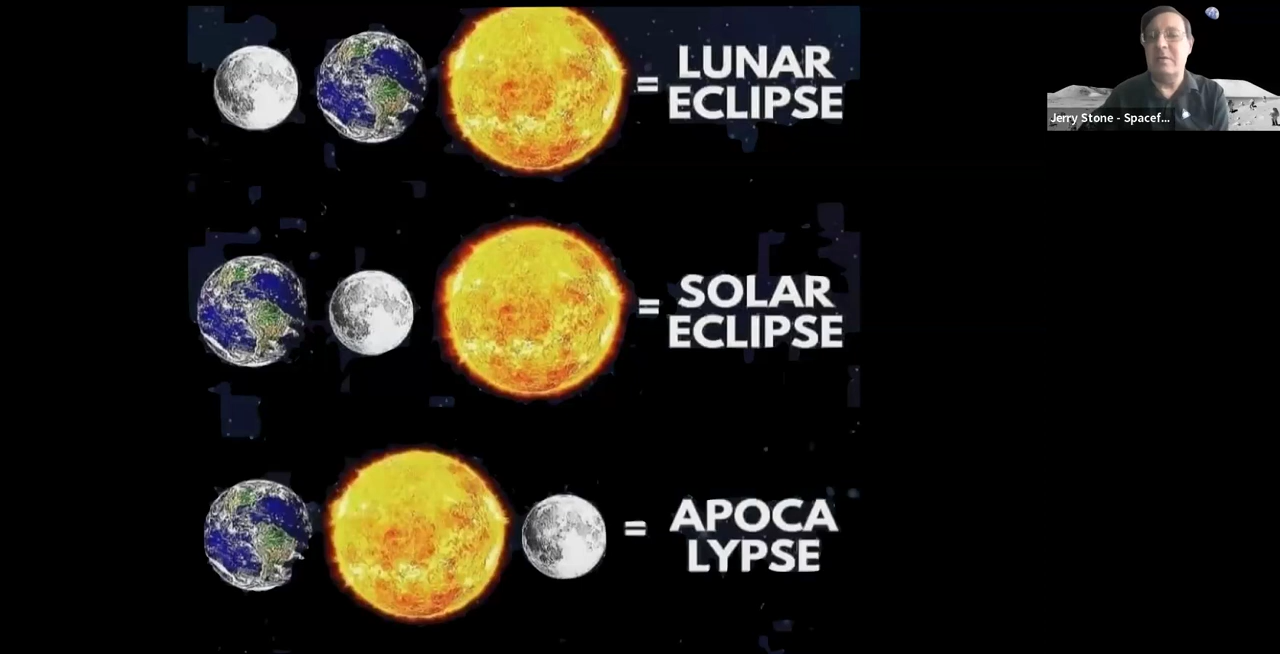 = LUNAR
ECLIPSE
= SOLAR
ECLIPSE
= APOCA
LYPSE
Jerry Stone - Spacef...